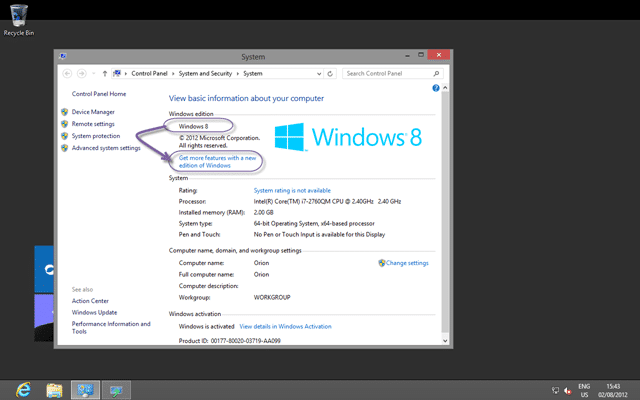 Recycle Bin
System
Control Panel System and Security System
Search Control Panel
Control Panel Home
Device Manager
Remote settings
System protection
Advanced system settings
See also
Action Center
Windows Update
Performance Information and
Tools
View basic information about your computer
Windows edition
Windows 8
© 2012 Microsoft Corporation.
All rights reserved.
Get more features with a new
edition of Windows
Windows 8
System
Rating: System rating is not available
Processor: Intel(R) Core(TM) i7-2760QM CPU @ 2.40GHz 2.40 GHz
Installed memory (RAM): 2.00 GB
System type: 64-bit Operating System, x64-based processor
Pen and Touch: No Pen or Touch Input is available for this Display
Computer name, domain, and workgroup settings
Computer name: Orion
Change settings
Full computer name: Orion
Computer description:
Workgroup: WORKGROUP
Windows activation
Windows is activated View details in Windows Activation
Product ID: 00177-80020-03719-AA099
ENG
US
15:43
02/08/2012